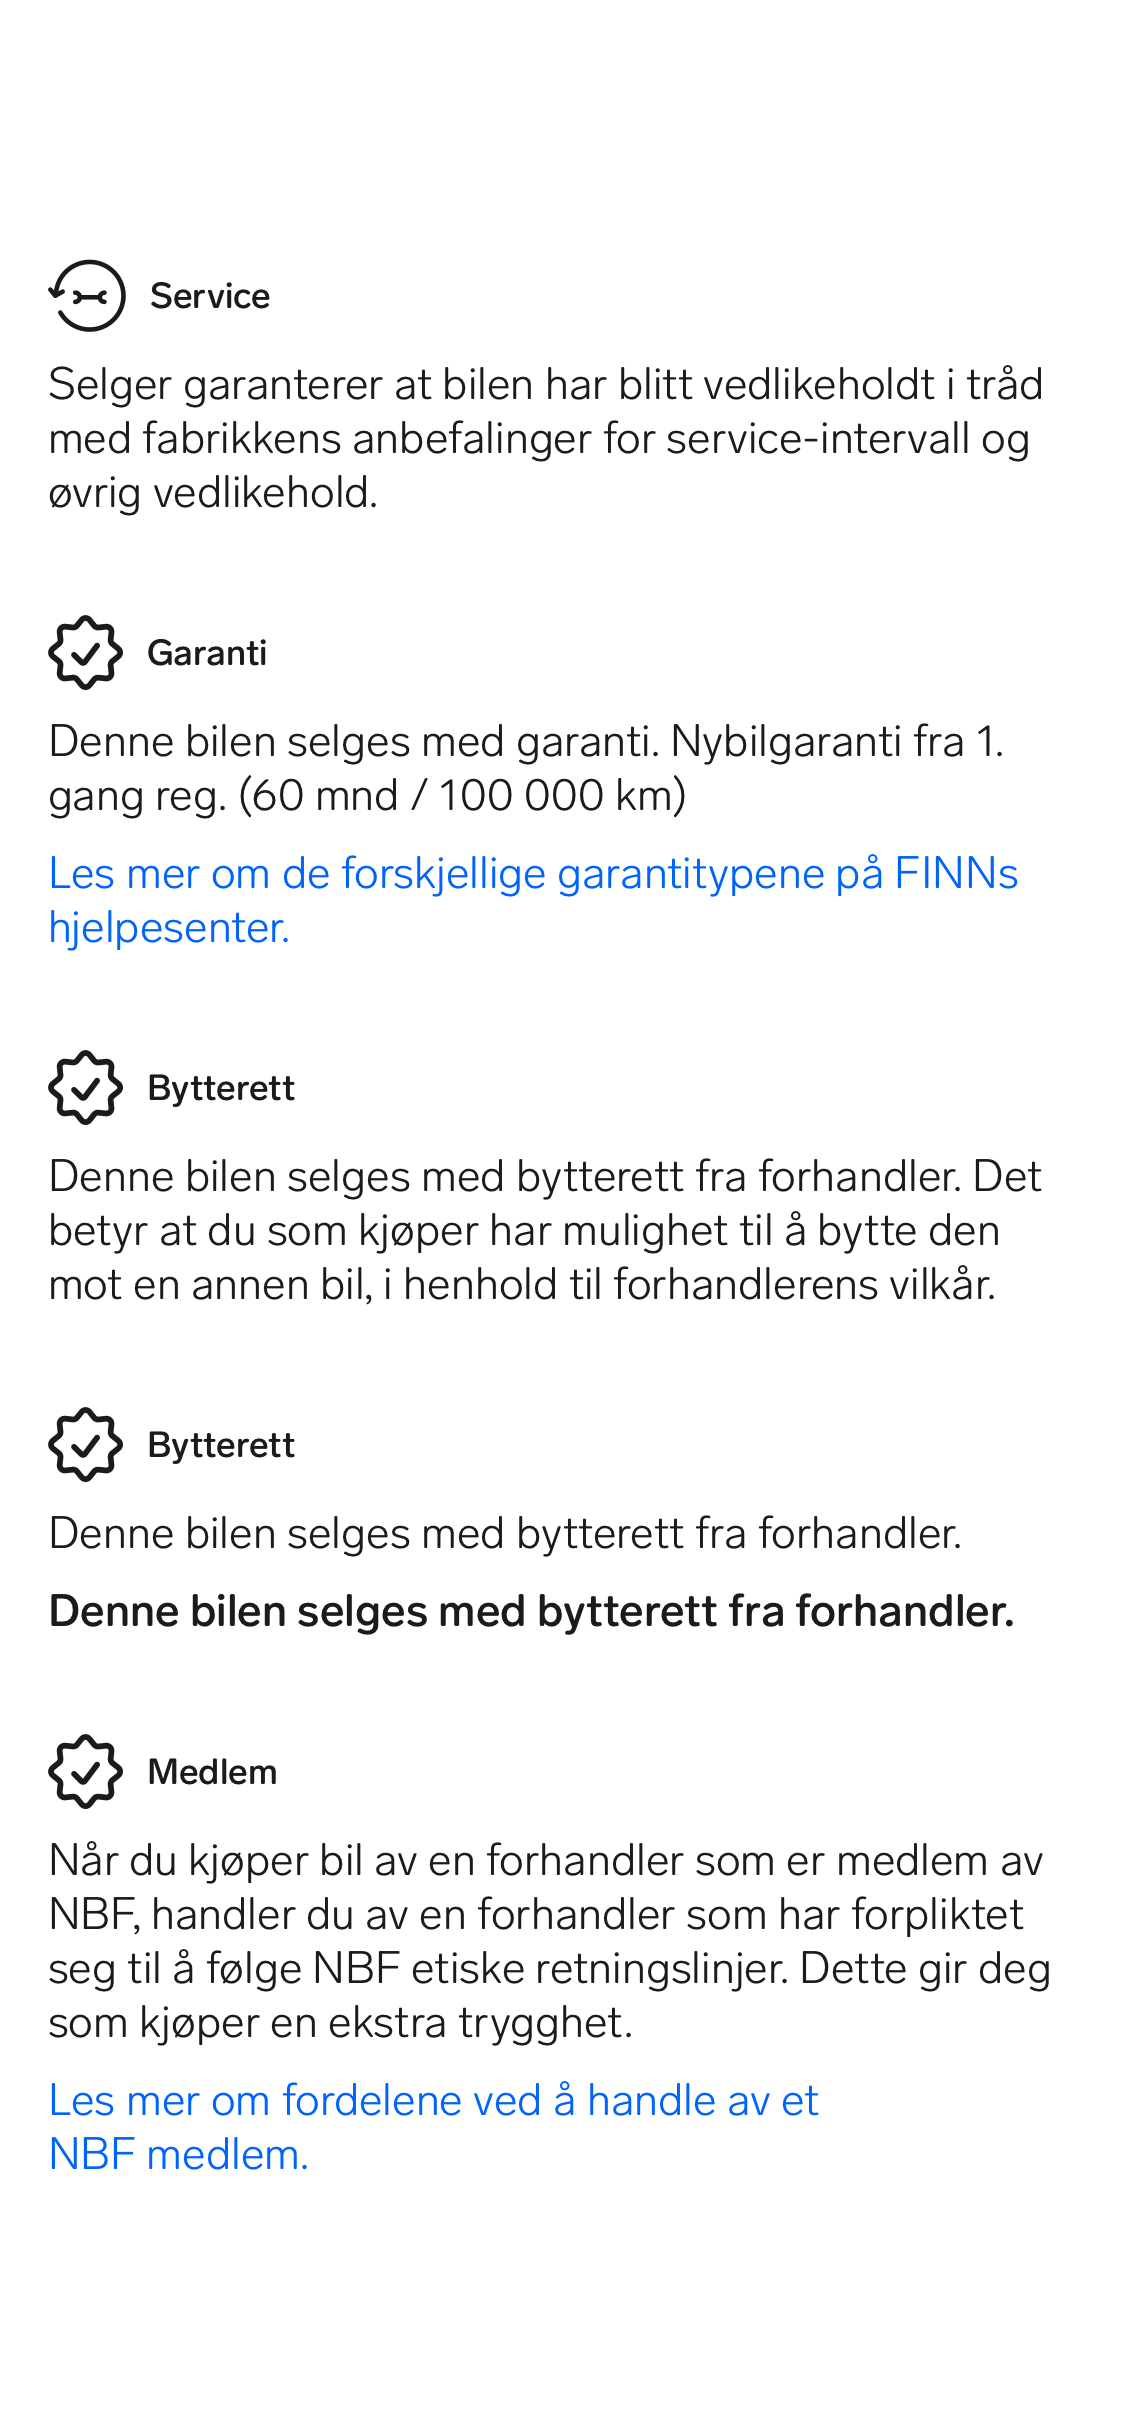 Service
Selger garanterer at bilen har blitt vedlikeholdt i tråd
med fabrikkens anbefalinger for service-intervall og
øvrig vedlikehold.
Garanti
Denne bilen selges med garanti. Nybilgaranti fra 1.
gang reg. (60 mnd / 100 000 km)
Les mer om de forskjellige garantitypene på FINNs
hjelpesenter.
Bytterett
Denne bilen selges med bytterett fra forhandler. Det
betyr at du som kjøper har mulighet til å bytte den
mot en annen bil, i henhold til forhandlerens vilkår.
Bytterett
Denne bilen selges med bytterett fra forhandler.
Denne bilen selges med bytterett fra forhandler.
Medlem
Når du kjøper bil av en forhandler som er medlem av
NBF, handler du av en forhandler som har forpliktet
seg til å følge NBF etiske retningslinjer. Dette gir deg
som kjøper en ekstra trygghet.
Les mer om fordelene ved å handle av et
NBF medlem.